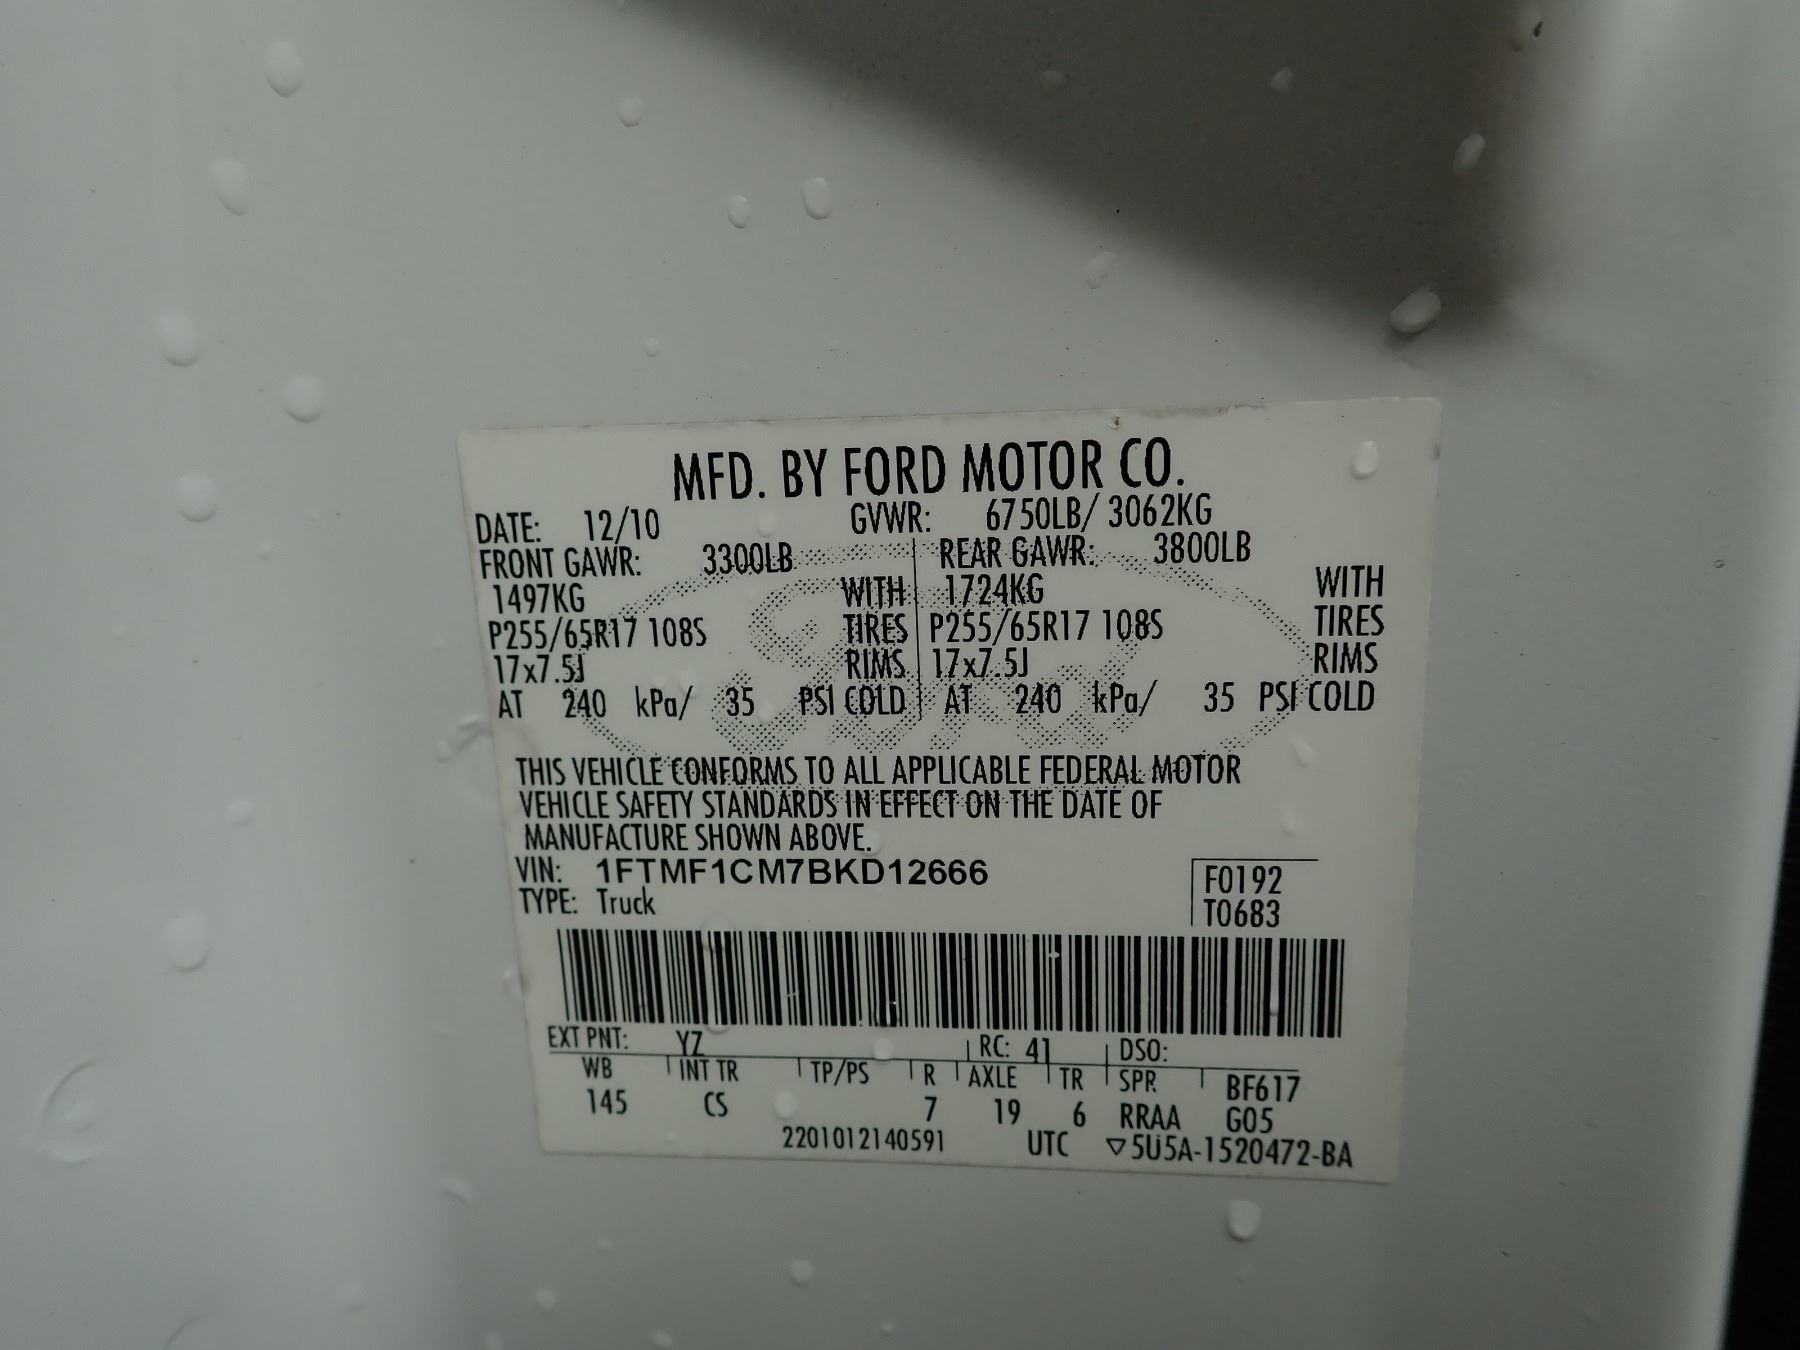 MFD. BY FORD MOTOR CO.
DATE: 12/10 GVWR: 6750LB/ 3062KG
FRONT GAWR: 3300LB REAR GAWR: 3800LB
1497KG WITH 1724KG WITH
P255/65R17 108S TIRES P255/65R17 108S TIRES
17x7.5J RIMS 17x7.5J RIMS
AT 240 kPa/ 35 PSI COLD AT 240 kPa/ 35 PSI COLD
Ford
THIS VEHICLE CONFORMS TO ALL APPLICABLE FEDERAL MOTOR
VEHICLE SAFETY STANDARDS IN EFFECT ON THE DATE OF
MANUFACTURE SHOWN ABOVE.
VIN: 1FTMF1CM7BKD12666 F0192
TYPE: Truck T0683
EXT PNT: YZ RC: 41 DSO:
WB INT TR TP/PS R AXLE TR SPR BF617
145 CS 7 19 6 RRAA G05
2201012140591 UTC ▽5U5A-1520472-BA